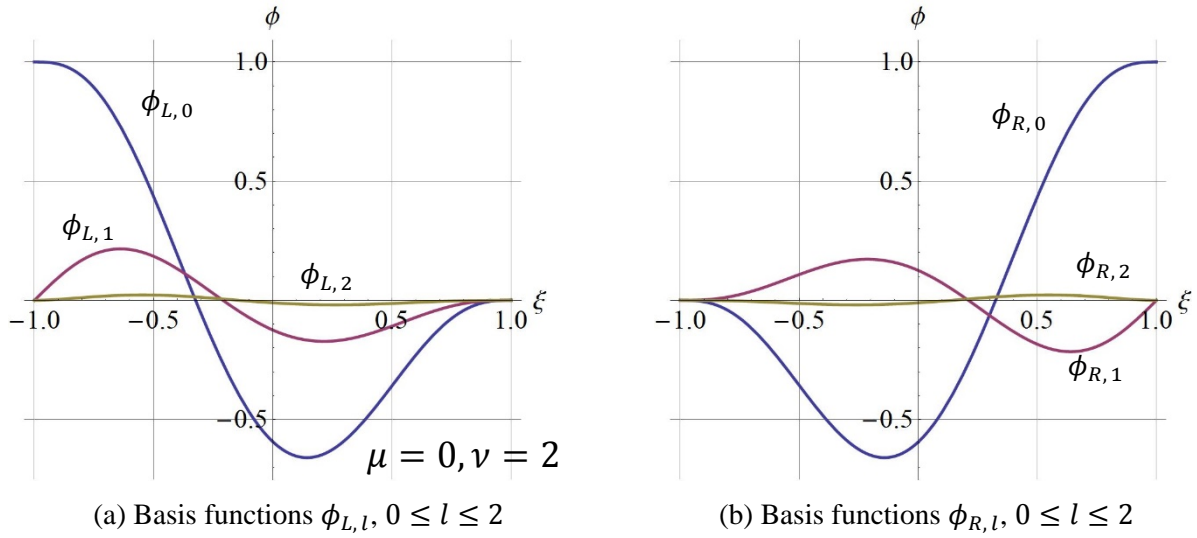 ϕ
1.0
0.5
−1.0
−0.5
0.5
1.0
ξ
−0.5
ϕ_{L,0}
ϕ_{L,1}
ϕ_{L,2}
μ = 0, ν = 2
(a) Basis functions ϕ_{L,l}, 0 ≤ l ≤ 2
ϕ
1.0
0.5
−1.0
−0.5
0.5
1.0
ξ
−0.5
ϕ_{R,0}
ϕ_{R,2}
ϕ_{R,1}
(b) Basis functions ϕ_{R,l}, 0 ≤ l ≤ 2